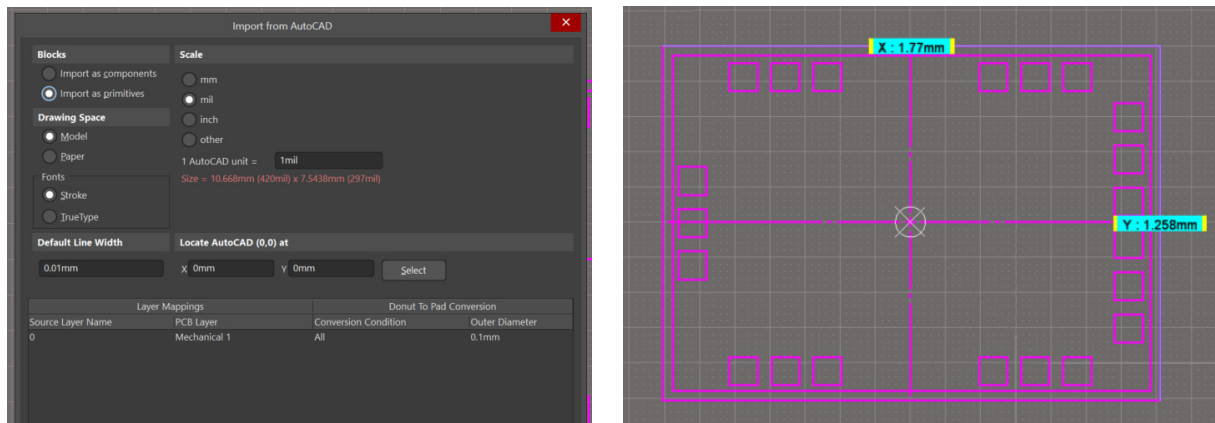 Import from AutoCAD
Blocks
Import as components
Import as primitives
Drawing Space
Model
Paper
Fonts
Stroke
TrueType
Scale
mm
mil
inch
other
1 AutoCAD unit = 1mil
Size = 10.668mm (420mil) x 7.5438mm (297mil)
Default Line Width
0.01mm
Locate AutoCAD (0,0) at
X 0mm Y 0mm Select
Layer Mappings Donut To Pad Conversion
Source Layer Name PCB Layer Conversion Condition Outer Diameter
0 Mechanical 1 All 0.1mm
X : 1.77mm
Y : 1.258mm